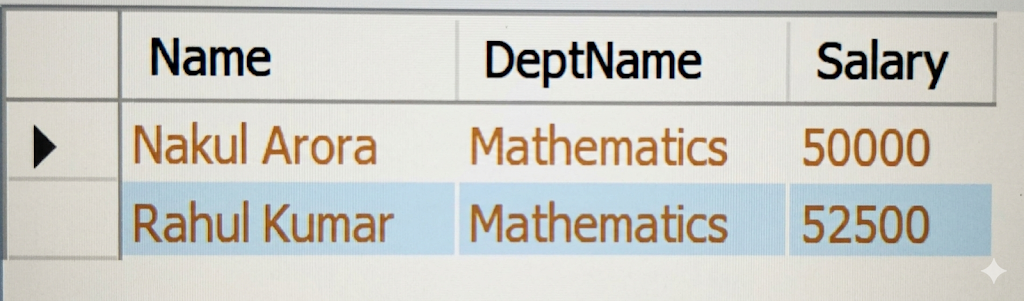 Name DeptName Salary
Nakul Arora Mathematics 50000
Rahul Kumar Mathematics 52500